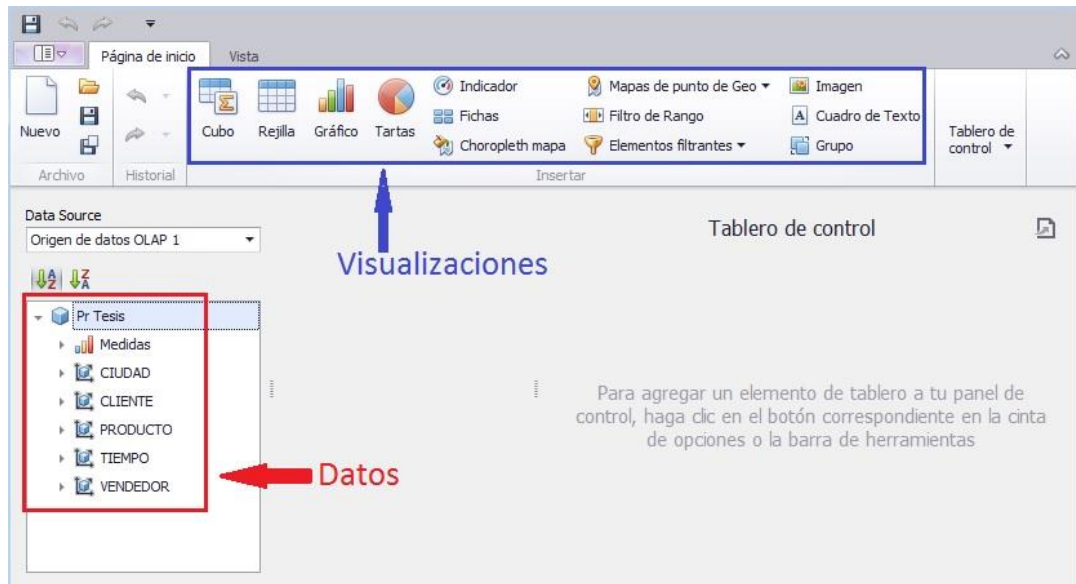 Página de inicio
Vista
Nuevo
Cubo
Rejilla
Gráfico
Tartas
Indicador
Fichas
Choropleth mapa
Mapas de punto de Geo
Filtro de Rango
Elementos filtrantes
Imagen
A Cuadro de Texto
Grupo
Tablero de
control
Archivo
Historial
Insertar
Data Source
Origen de datos OLAP 1
A
Z
Z
A
Visualizaciones
Tablero de control
Pr Tesis
Medidas
CIUDAD
CLIENTE
PRODUCTO
TIEMPO
VENDEDOR
Datos
Para agregar un elemento de tablero a tu panel de
control, haga clic en el botón correspondiente en la cinta
de opciones o la barra de herramientas